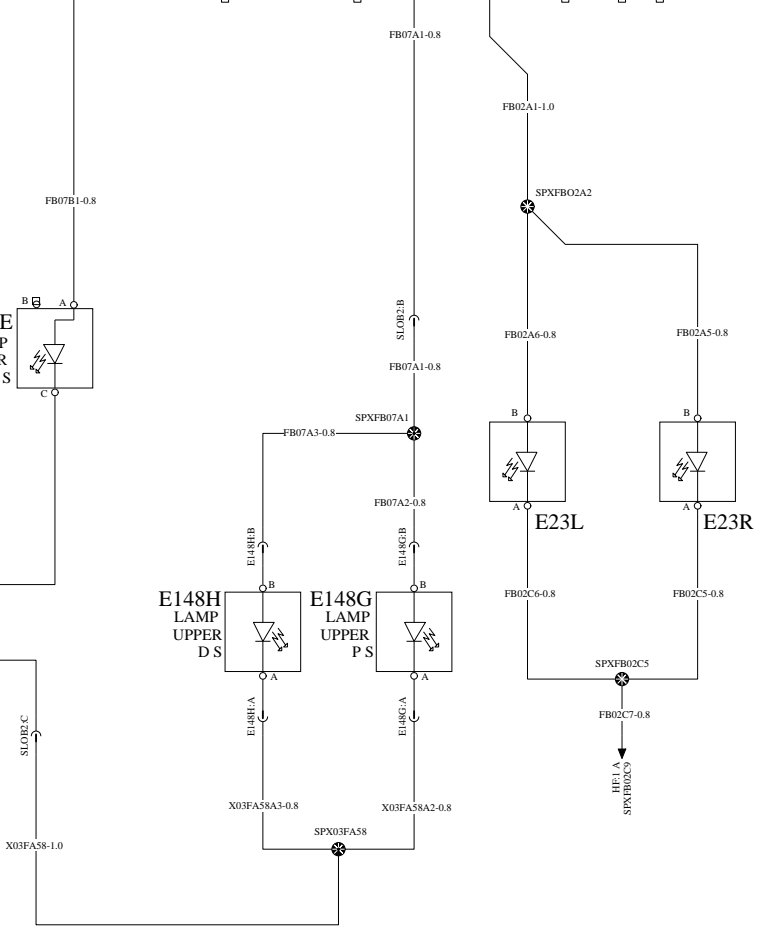 FB07A1-0.8
FB02A1-1.0
SPXFBO2A2
FB07B1-0.8
B
A
SLOB2:B
E
P
R
S
FB02A6-0.8
FB02A5-0.8
FB07A1-0.8
C
SPXFB07A1
FB07A3-0.8
B
B
FB07A2-0.8
A
A
E23L
E23R
E148H:B
E148G:B
B
B
E148H
LAMP
UPPER
D S
E148G
LAMP
UPPER
P S
FB02C6-0.8
FB02C5-0.8
A
A
SPXFB02C5
E148H:A
E148G:A
FB02C7-0.8
SLOB2:C
HF:1 A
SPXFB02C9
X03FA58A3-0.8
X03FA58A2-0.8
SPX03FA58
X03FA58-1.0